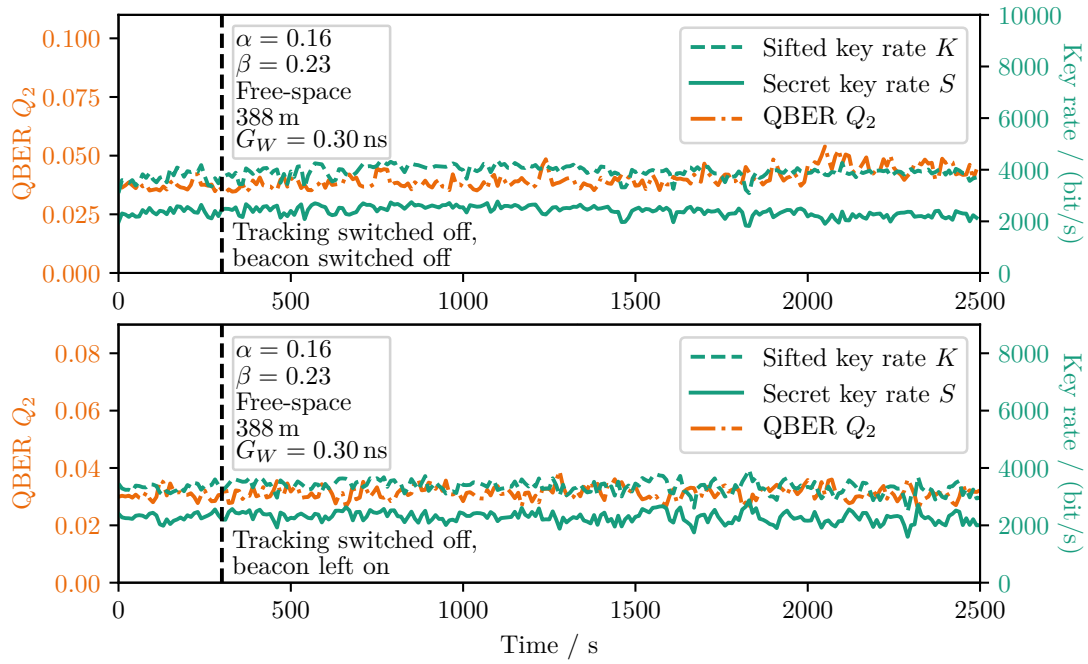 QBER Q2
0.100
0.075
0.050
0.025
0.000
α = 0.16
β = 0.23
Free-space
388 m
G_W = 0.30 ns
Tracking switched off,
beacon switched off
Sifted key rate K
Secret key rate S
QBER Q2
10000
8000
6000
4000
2000
0
Key rate / (bit/s)
0 500 1000 1500 2000 2500
QBER Q2
0.08
0.06
0.04
0.02
0.00
α = 0.16
β = 0.23
Free-space
388 m
G_W = 0.30 ns
Tracking switched off,
beacon left on
Sifted key rate K
Secret key rate S
QBER Q2
8000
6000
4000
2000
0
Key rate / (bit/s)
0 500 1000 1500 2000 2500
Time / s